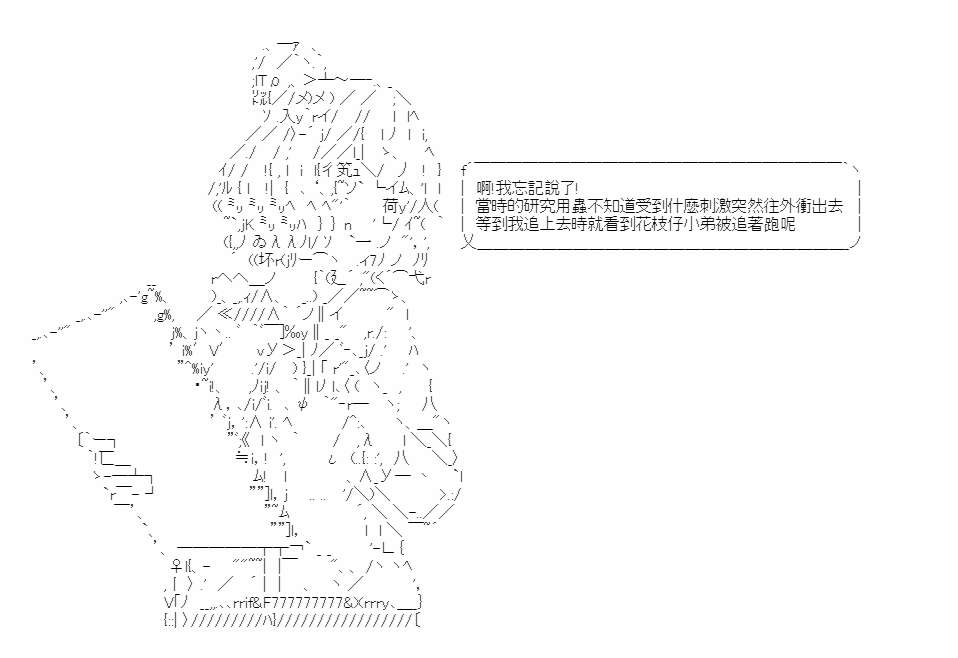 啊!我忘記說了!
當時的研究用蟲不知道受到什麼刺激突然往外衝出去
等到我追上去時就看到花枝仔小弟被追著跑呢